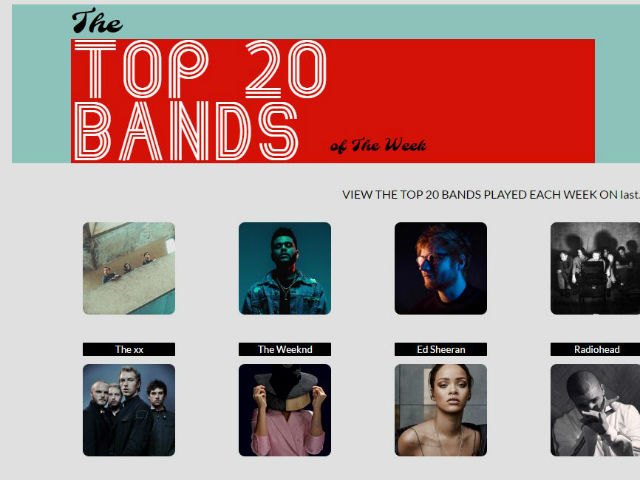 The
TOP 20
BANDS
of The Week
VIEW THE TOP 20 BANDS PLAYED EACH WEEK ON last.
The xx
The Weeknd
Ed Sheeran
Radiohead